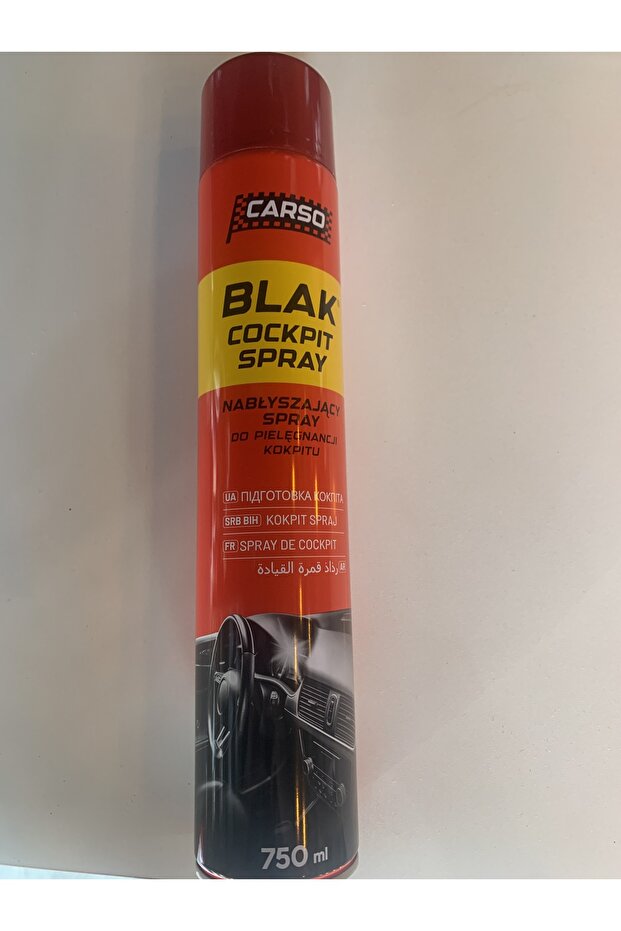 CARSO
BLAK
COCKPIT
SPRAY
NABŁYSZAJĄCY
SPRAY
DO PIELĘGNANCJI
KOKPITU
UA ПІДГОТОВКА КОКПІТА
SRB BIH KOKPIT SPRAJ
FR SPRAY DE COCKPIT
AR رذاذ قمرة القيادة
750 ml